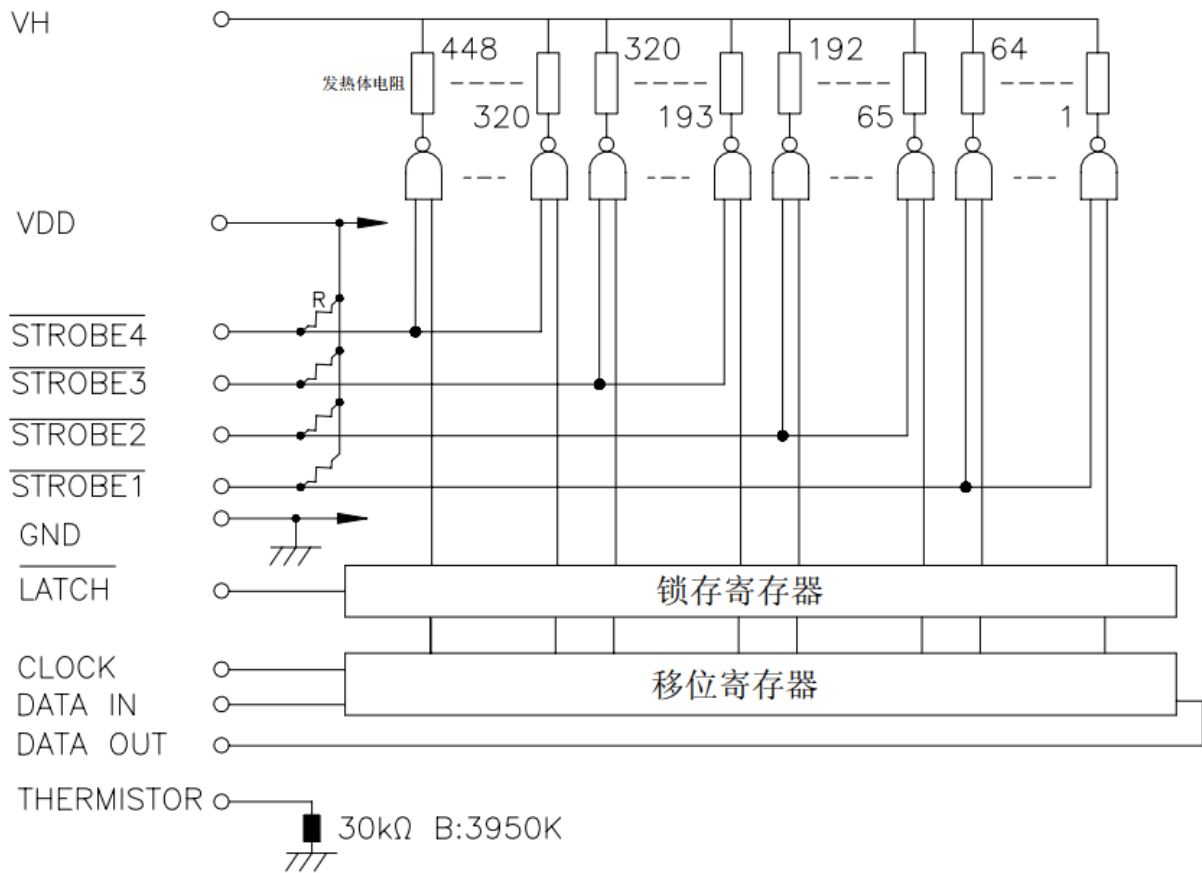 VH
448
320
192
64
发热体电阻
320
193
65
1
VDD
R
STROBE4
STROBE3
STROBE2
STROBE1
GND
LATCH
锁存寄存器
CLOCK
移位寄存器
DATA IN
DATA OUT
THERMISTOR
30kΩ B:3950K